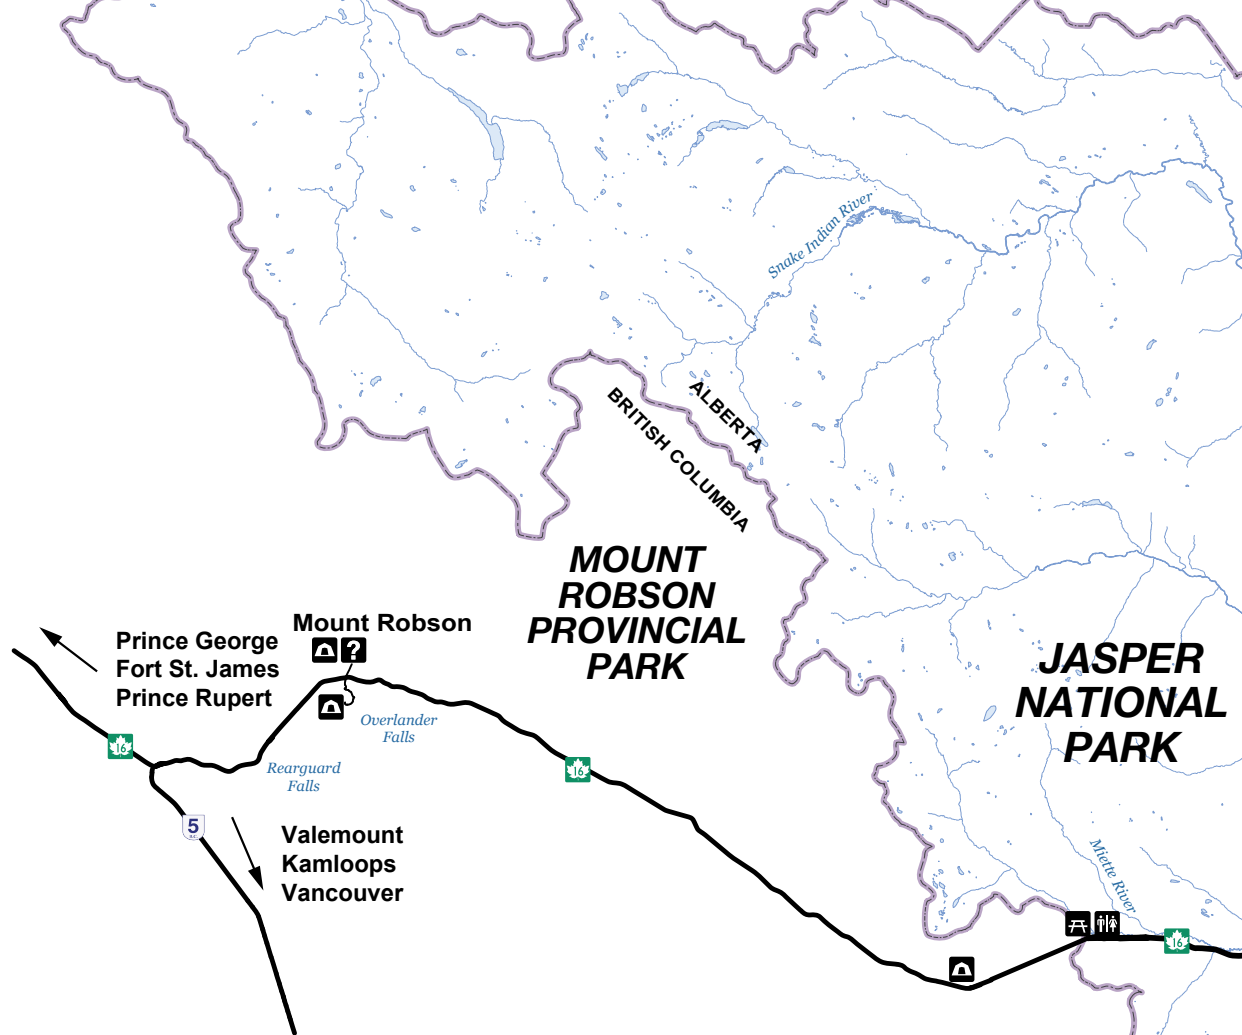 Snake Indian River
ALBERTA
BRITISH COLUMBIA
MOUNT
ROBSON
PROVINCIAL
PARK
Mount Robson
?
Prince George
Fort St. James
Prince Rupert
JASPER
NATIONAL
PARK
Overlander
Falls
16
Rearguard
Falls
16
5
Valemount
Kamloops
Vancouver
Miette River
16